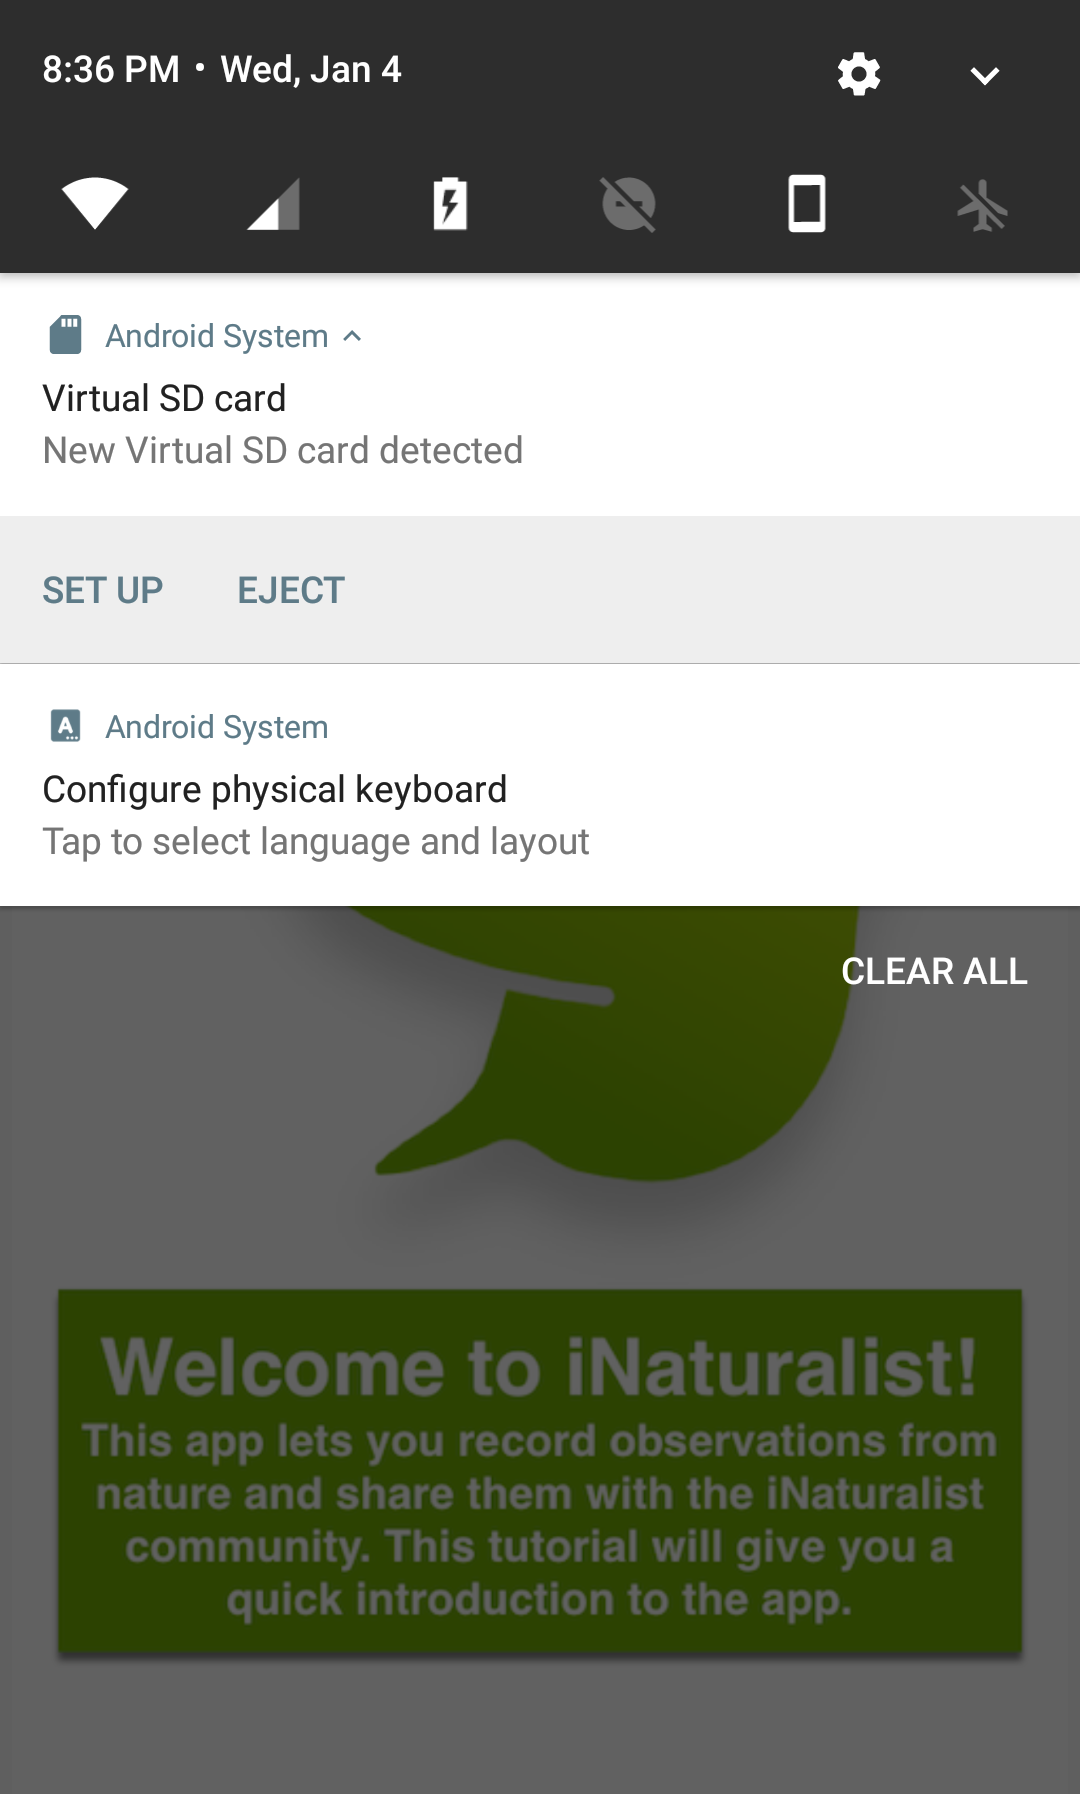 8:36 PM • Wed, Jan 4
Android System
Virtual SD card
New Virtual SD card detected
SET UP EJECT
Android System
Configure physical keyboard
Tap to select language and layout
CLEAR ALL
Welcome to iNaturalist!
This app lets you record observations from
nature and share them with the iNaturalist
community. This tutorial will give you a
quick introduction to the app.